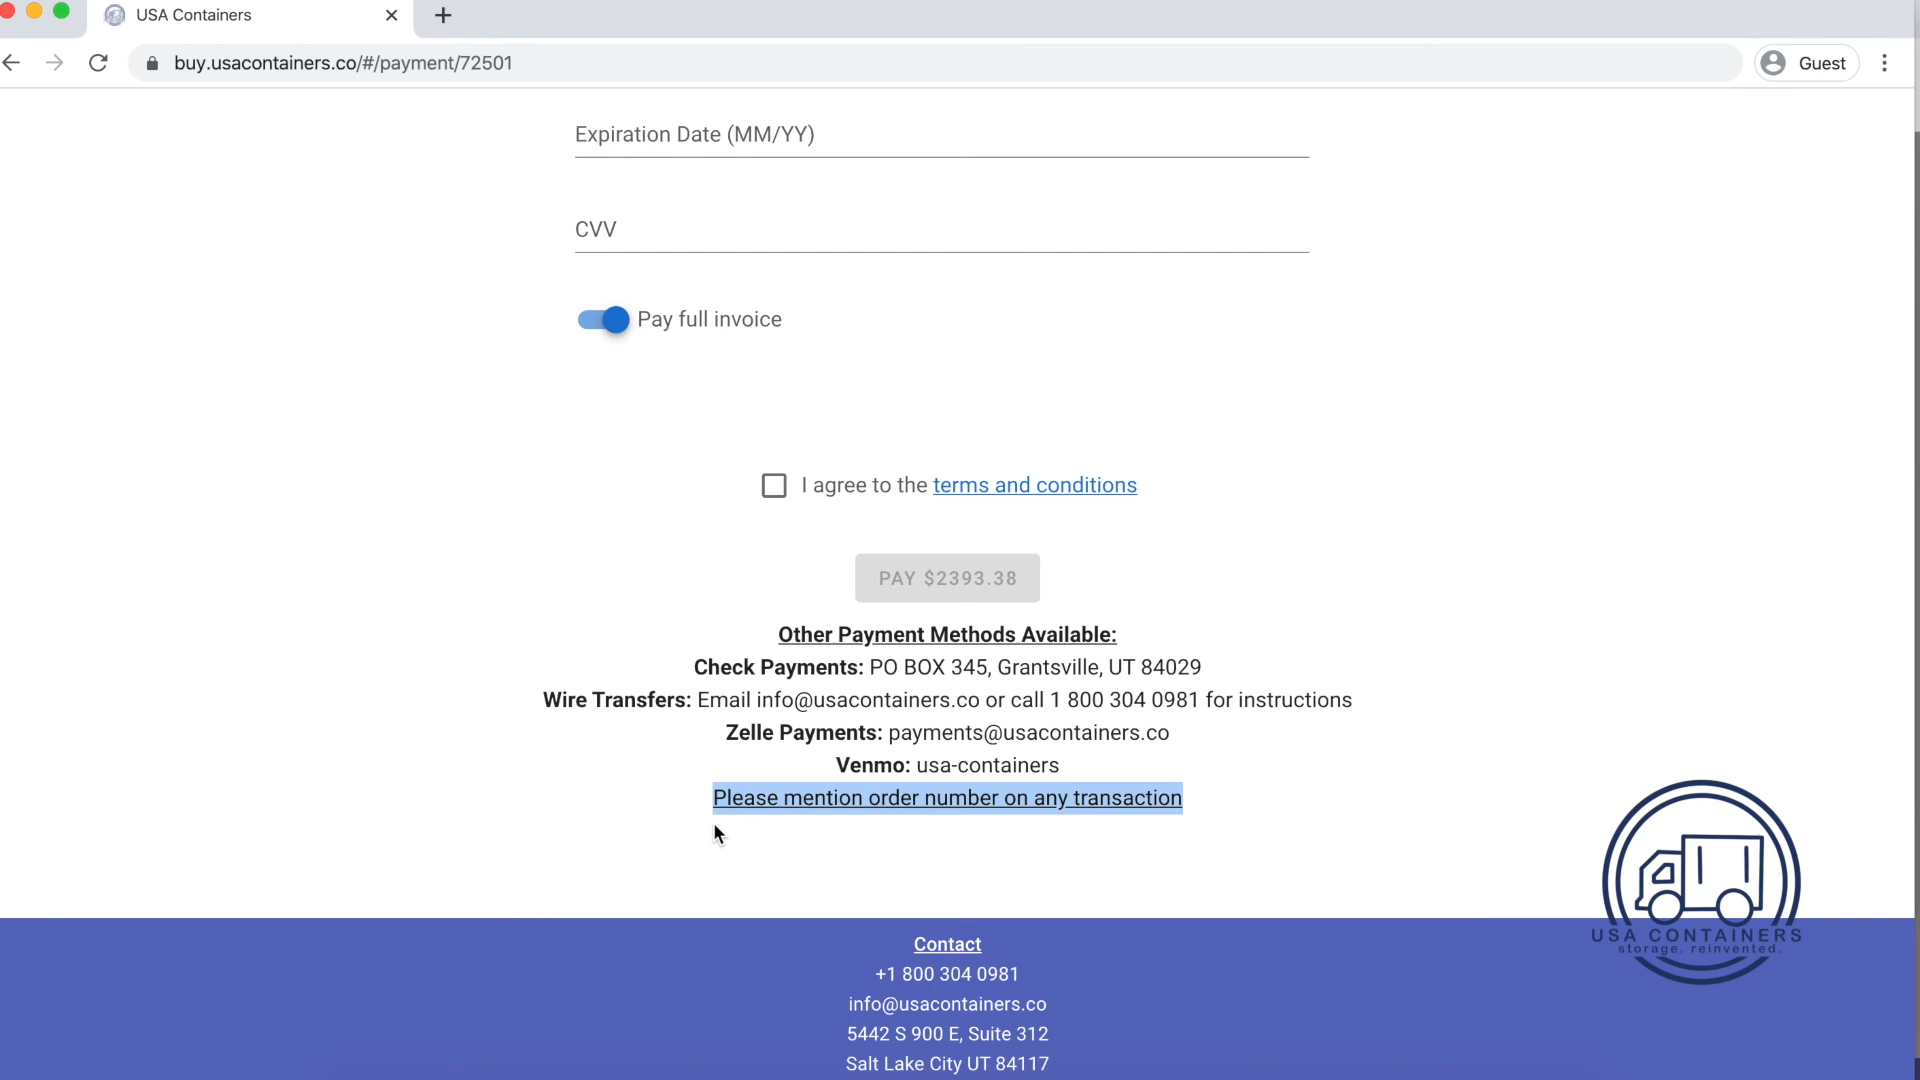 USA Containers
buy.usacontainers.co/#/payment/72501
Guest
Expiration Date (MM/YY)
CVV
Pay full invoice
I agree to the terms and conditions
PAY $2393.38
Other Payment Methods Available:
Check Payments: PO BOX 345, Grantsville, UT 84029
Wire Transfers: Email info@usacontainers.co or call 1 800 304 0981 for instructions
Zelle Payments: payments@usacontainers.co
Venmo: usa-containers
Please mention order number on any transaction
USA CONTAINERS
storage. reinvented.
Contact
+1 800 304 0981
info@usacontainers.co
5442 S 900 E, Suite 312
Salt Lake City UT 84117